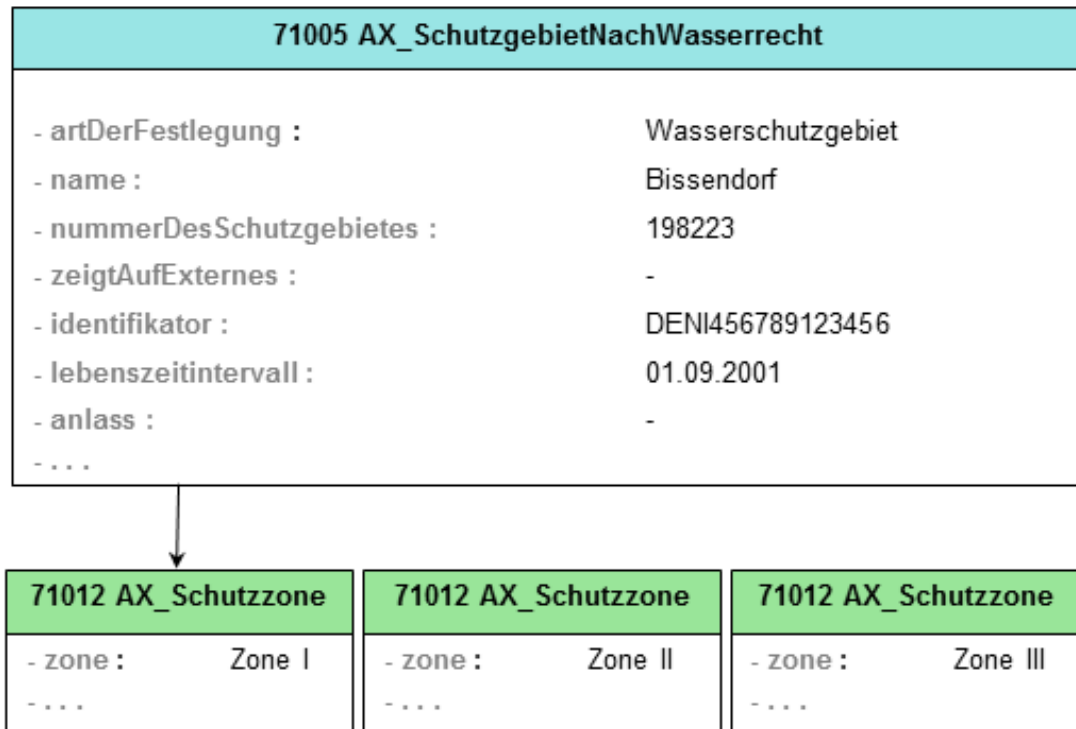 71005 AX_SchutzgebietNachWasserrecht
- artDerFestlegung : Wasserschutzgebiet
- name : Bissendorf
- nummerDesSchutzgebietes : 198223
- zeigtAufExternes : -
- identifikator : DENI456789123456
- lebenszeitintervall : 01.09.2001
- anlass : -
- . . .
71012 AX_Schutzzone
- zone : Zone I
- . . .
71012 AX_Schutzzone
- zone : Zone II
- . . .
71012 AX_Schutzzone
- zone : Zone III
- . . .